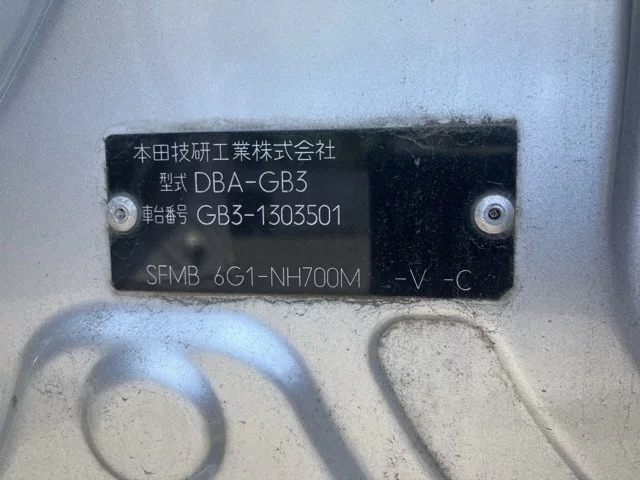 本田技研工業株式会社
型式 DBA-GB3
車台番号 GB3-1303501
SFMB 6G1-NH700M -V -C